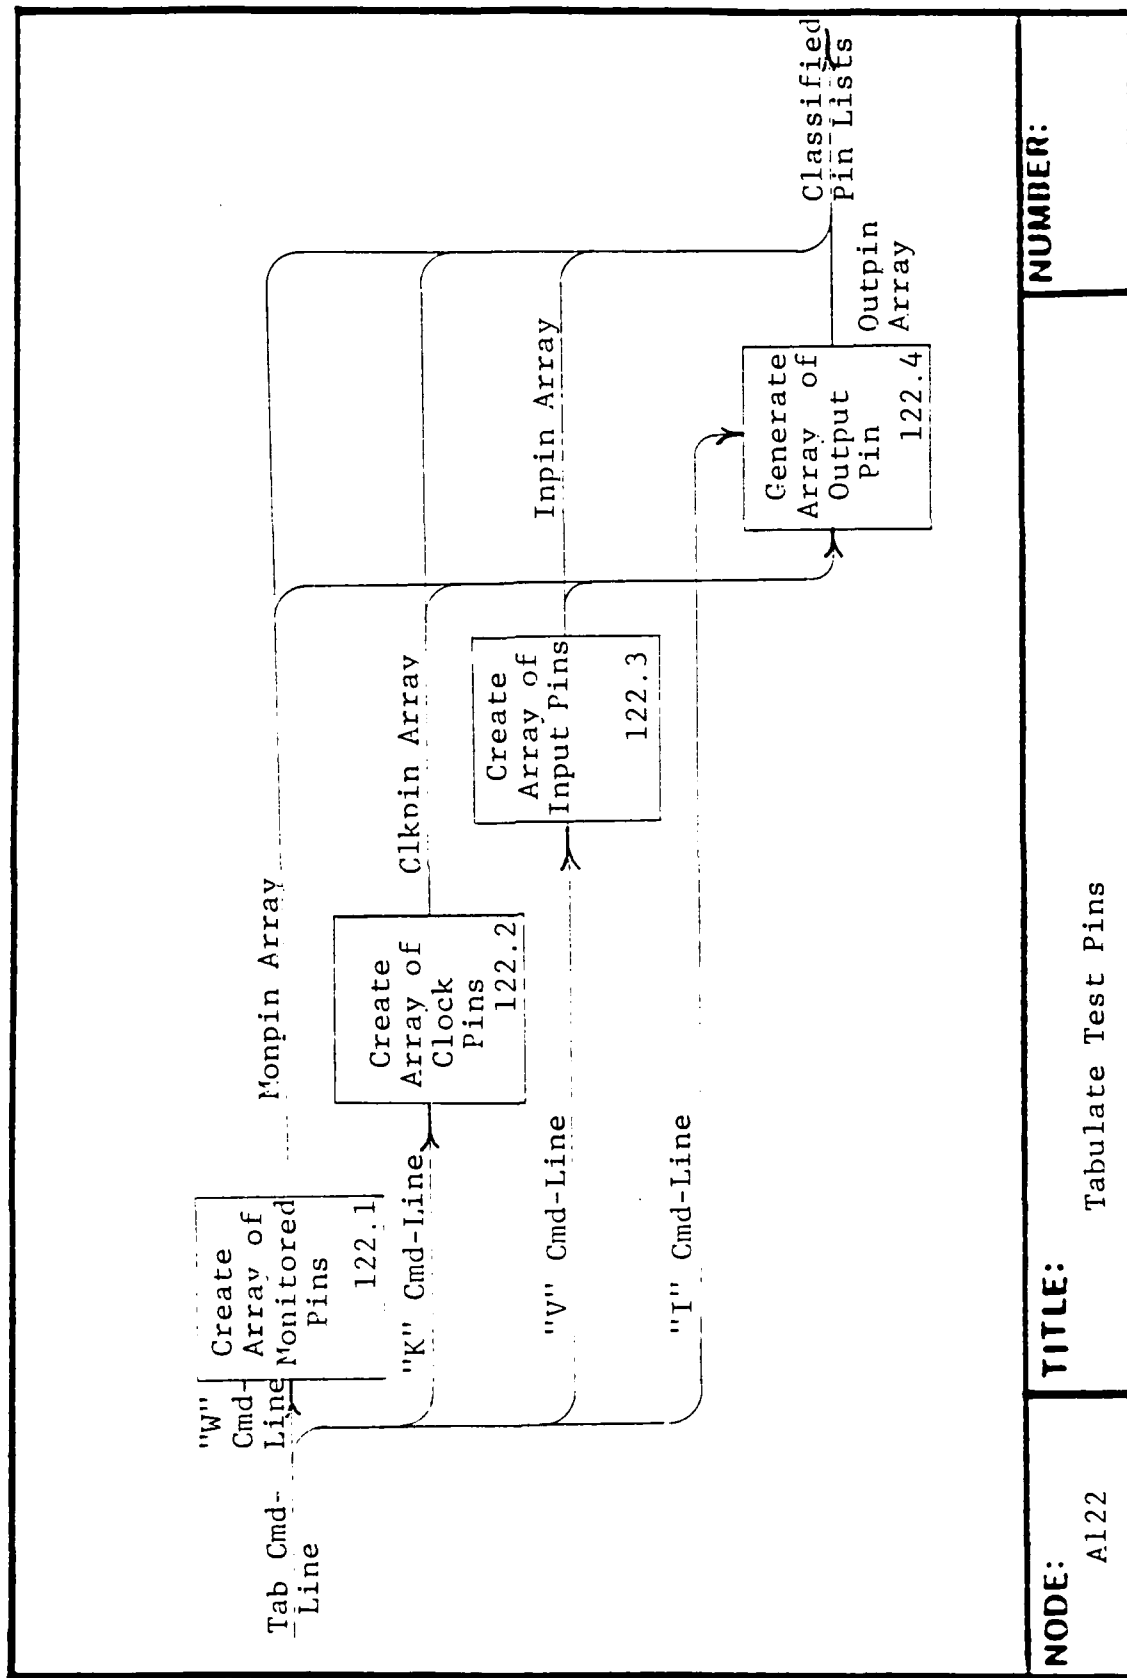 Tab Cmd-
Line
"W"
Cmd-
Line
Create
Array of
Monitored
Pins
122.1
Monpin Array
"K" Cmd-Line
Create
Array of
Clock
Pins
122.2
Clkpin Array
"V" Cmd-Line
Create
Array of
Input Pins
122.3
Inpin Array
"I" Cmd-Line
Generate
Array of
Output
Pin
122.4
Outpin
Array
Classified
Pin Lists
NODE:
A122
TITLE:
Tabulate Test Pins
NUMBER: